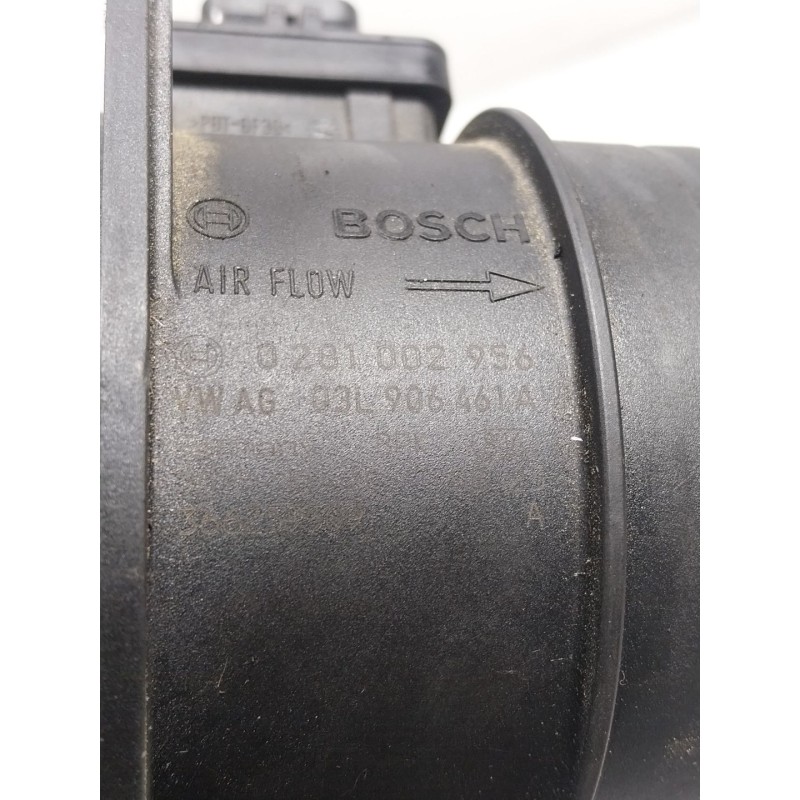 BOSCH
AIR FLOW
0 281 002 956
VW AG 03L 906 461 A
A